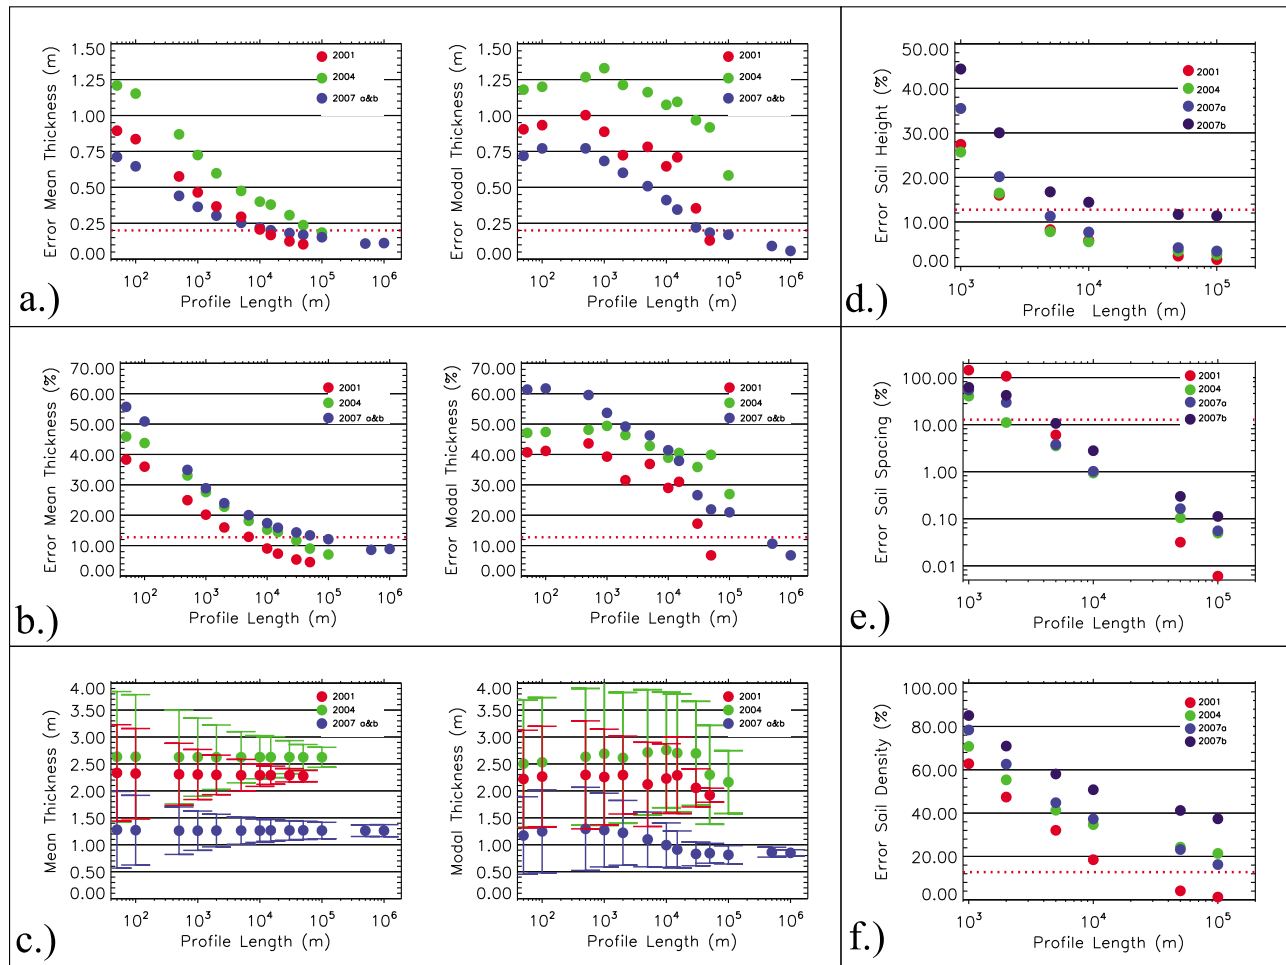 1.50
1.25
1.00
0.75
0.50
0.25
0.00
Error Mean Thickness (m)
2001
2004
2007 a&b
10² 10³ 10⁴ 10⁵ 10⁶
Profile Length (m)
a.)
1.50
1.25
1.00
0.75
0.50
0.25
0.00
Error Modal Thickness (m)
2001
2004
2007 a&b
10² 10³ 10⁴ 10⁵ 10⁶
Profile Length (m)
50.00
40.00
30.00
20.00
10.00
0.00
Error Sail Height (%)
2001
2004
2007a
2007b
10³ 10⁴ 10⁵
Profile Length (m)
d.)
70.00
60.00
50.00
40.00
30.00
20.00
10.00
0.00
Error Mean Thickness (%)
2001
2004
2007 a&b
10² 10³ 10⁴ 10⁵ 10⁶
Profile Length (m)
b.)
70.00
60.00
50.00
40.00
30.00
20.00
10.00
0.00
Error Modal Thickness (%)
2001
2004
2007 a&b
10² 10³ 10⁴ 10⁵ 10⁶
Profile Length (m)
100.00
10.00
1.00
0.10
0.01
Error Sail Spacing (%)
2001
2004
2007a
2007b
10³ 10⁴ 10⁵
Profile Length (m)
e.)
4.00
3.50
3.00
2.50
2.00
1.50
1.00
0.50
0.00
Mean Thickness (m)
2001
2004
2007 a&b
10² 10³ 10⁴ 10⁵ 10⁶
Profile Length (m)
c.)
4.00
3.50
3.00
2.50
2.00
1.50
1.00
0.50
0.00
Modal Thickness (m)
2001
2004
2007 a&b
10² 10³ 10⁴ 10⁵ 10⁶
Profile Length (m)
100.00
80.00
60.00
40.00
20.00
0.00
Error Sail Density (%)
2001
2004
2007a
2007b
10³ 10⁴ 10⁵
Profile Length (m)
f.)